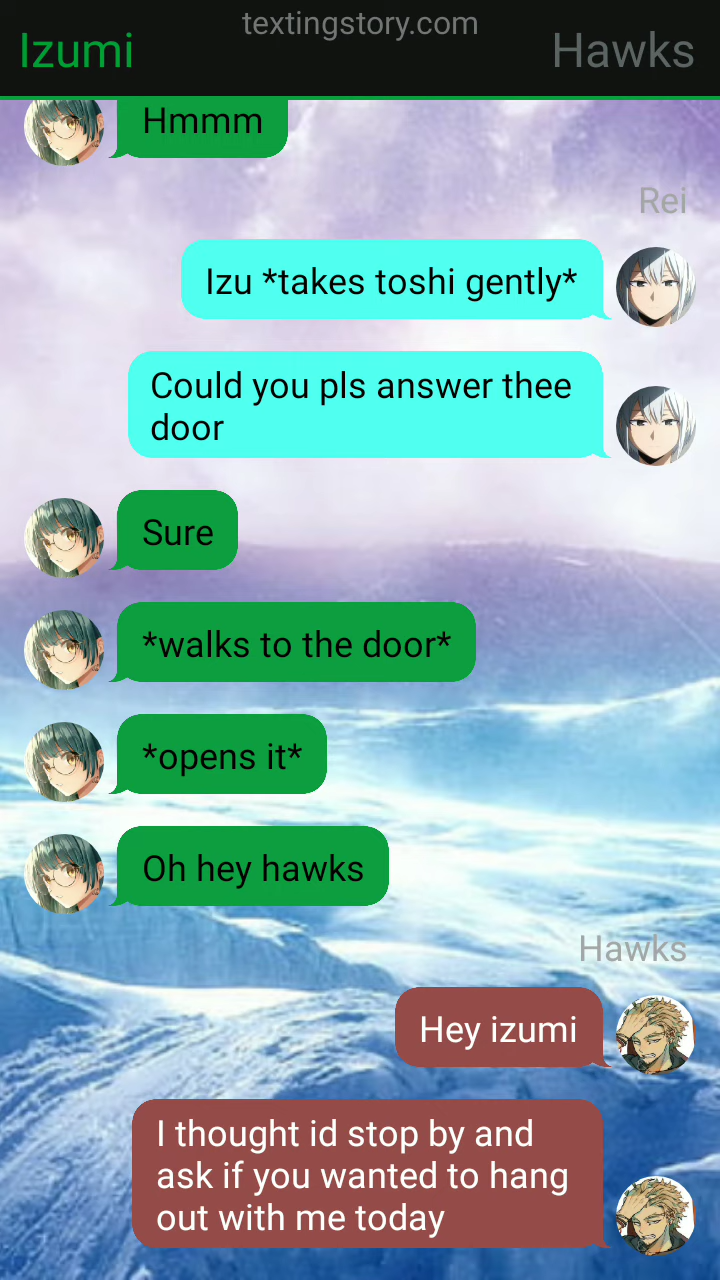 textingstory.com
Izumi
Hawks
Hmmm
Rei
Izu *takes toshi gently*
Could you pls answer thee
door
Sure
*walks to the door*
*opens it*
Oh hey hawks
Hawks
Hey izumi
I thought id stop by and
ask if you wanted to hang
out with me today